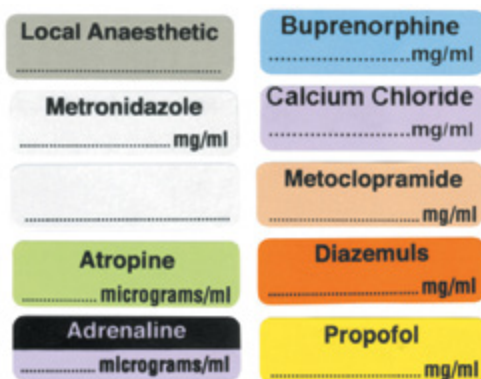 Local Anaesthetic
....................................................
Metronidazole
........................ mg/ml
............................................
Atropine
.................. micrograms/ml
Adrenaline
.................. micrograms/ml
Buprenorphine
....................................mg/ml
Calcium Chloride
....................................mg/ml
Metoclopramide
.................................... mg/ml
Diazemuls
.................................... mg/ml
Propofol
.............................. mg/ml